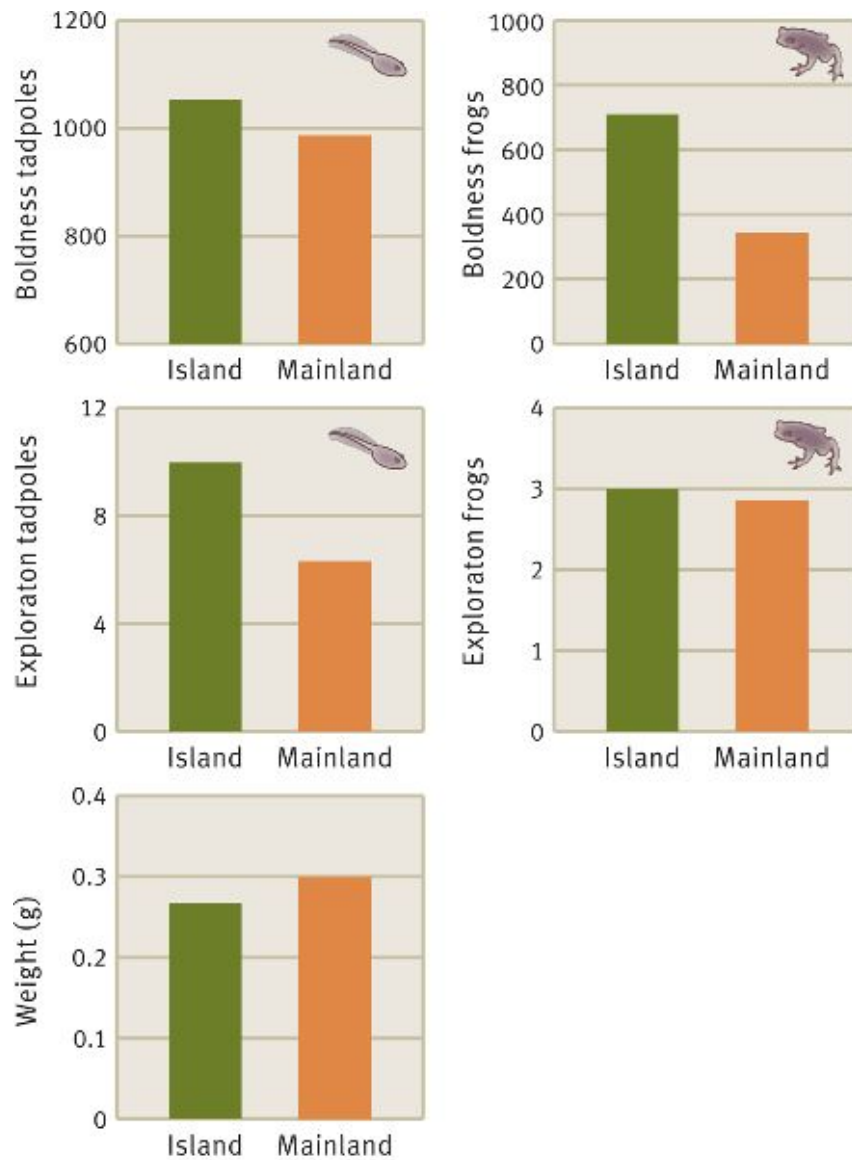 Boldness tadpoles
1200
1000
800
600
Island Mainland
Boldness frogs
1000
800
600
400
200
0
Island Mainland
Exploraton tadpoles
12
8
4
0
Island Mainland
Exploraton frogs
4
3
2
1
0
Island Mainland
Weight (g)
0.4
0.3
0.2
0.1
0
Island Mainland